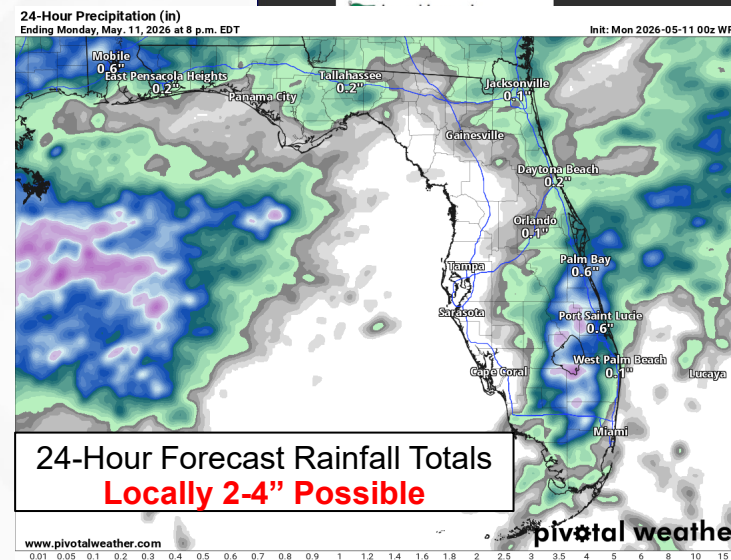 24-Hour Precipitation (in)
Ending Monday, May. 11, 2026 at 8 p.m. EDT
Init: Mon 2026-05-11 00z WP
Mobile
0.6"
East Pensacola Heights
0.2"
Panama City
Tallahassee
0.2"
Jacksonville
0.1"
Gainesville
Daytona Beach
0.2"
Orlando
0.1"
Palm Bay
0.6"
Tampa
Sarasota
Port Saint Lucie
0.6"
West Palm Beach
0.1"
Cape Coral
Lucaya
Miami
24-Hour Forecast Rainfall Totals
Locally 2-4” Possible
www.pivotalweather.com
pivotal weathe
0.01 0.05 0.1 0.2 0.3 0.4 0.5 0.6 0.7 0.8 0.9 1 1.2 1.4 1.6 1.8 2 2.5 3 3.5 4 5 6 7 8 9 10 15